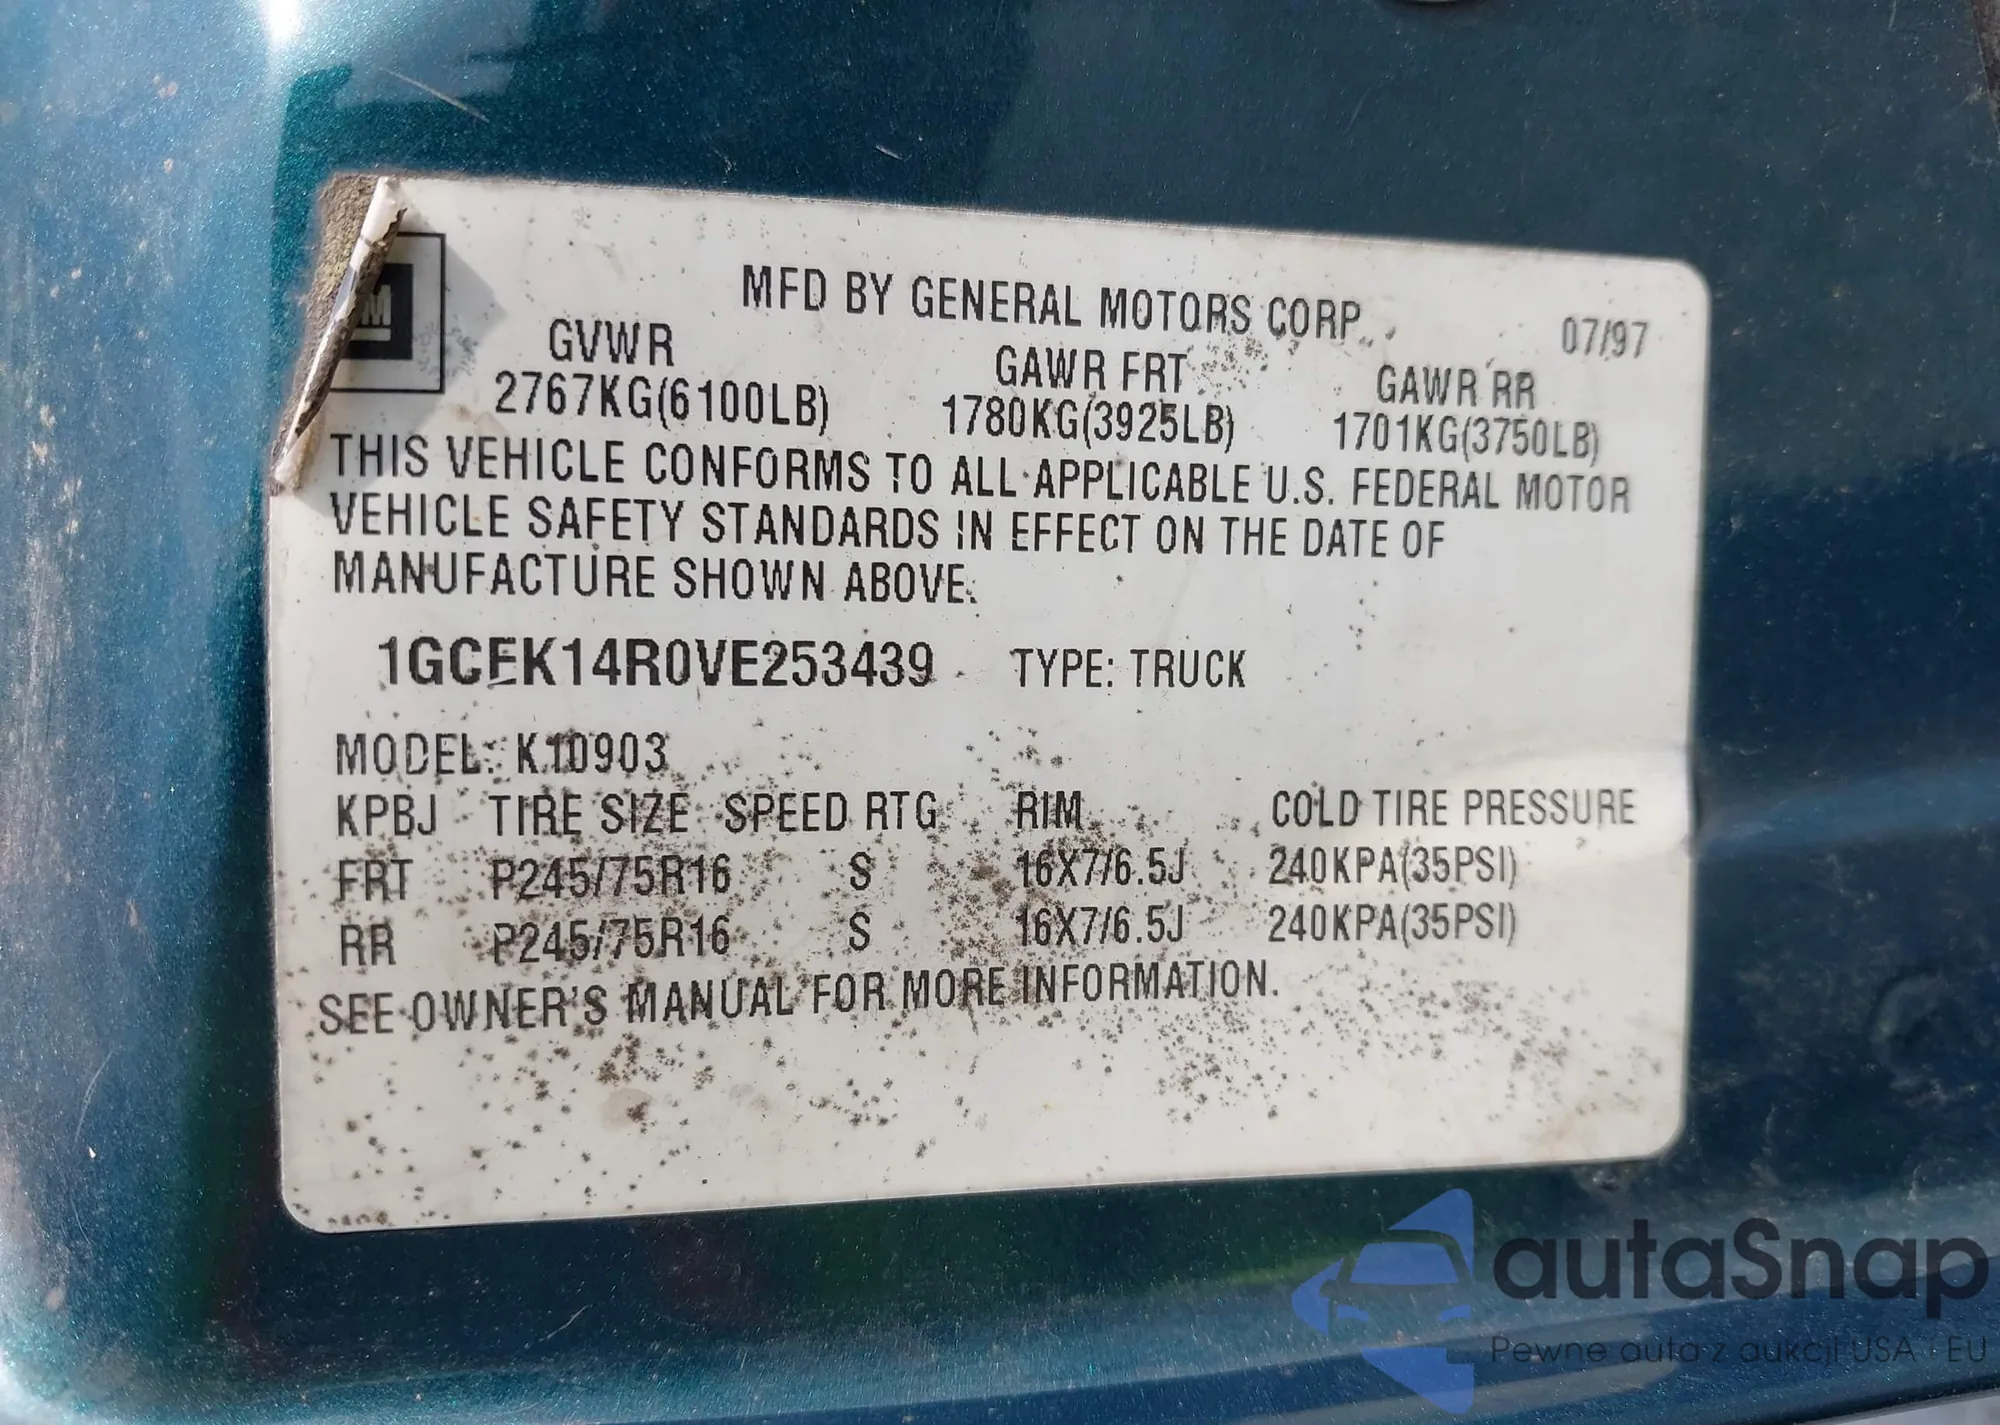 GM
MFD BY GENERAL MOTORS CORP.
07/97
GVWR GAWR FRT GAWR RR
2767KG(6100LB) 1780KG(3925LB) 1701KG(3750LB)
THIS VEHICLE CONFORMS TO ALL APPLICABLE U.S. FEDERAL MOTOR
VEHICLE SAFETY STANDARDS IN EFFECT ON THE DATE OF
MANUFACTURE SHOWN ABOVE.
1GCEK14R0VE253439 TYPE: TRUCK
MODEL: K10903
KPBJ TIRE SIZE SPEED RTG RIM COLD TIRE PRESSURE
FRT P245/75R16 S 16X7/6.5J 240KPA(35PSI)
RR P245/75R16 S 16X7/6.5J 240KPA(35PSI)
SEE OWNER'S MANUAL FOR MORE INFORMATION.
autaSnap
Pewne auta z aukcji USA i EU